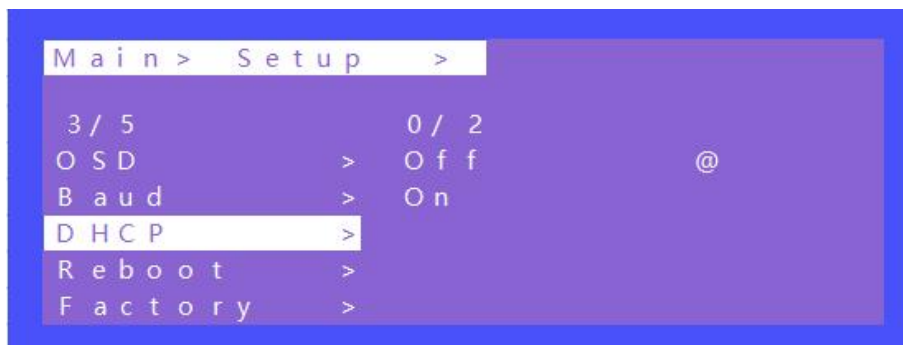 Main> Setup >
3/5 0/2
OSD > Off @
Baud > On
DHCP >
Reboot >
Factory >